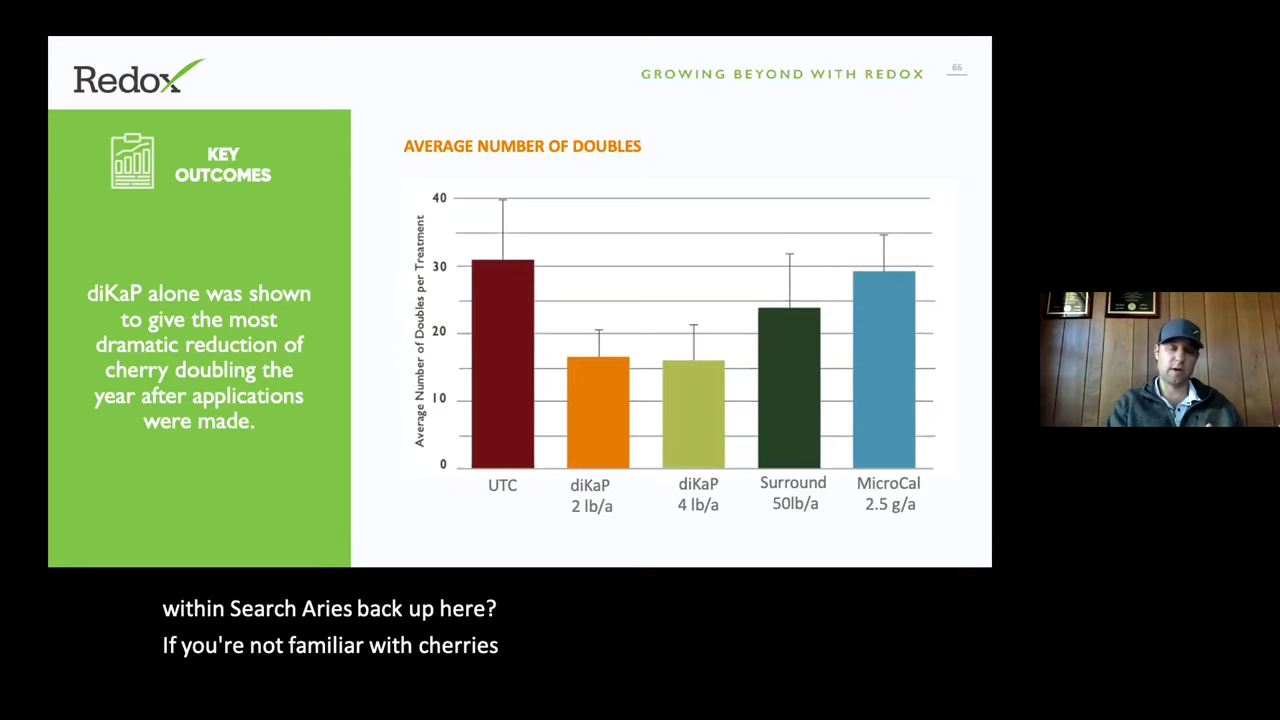 Redox
GROWING BEYOND WITH REDOX
66
KEY
OUTCOMES
diKaP alone was shown
to give the most
dramatic reduction of
cherry doubling the
year after applications
were made.
AVERAGE NUMBER OF DOUBLES
Average Number of Doubles per Treatment
40
30
20
10
0
UTC
diKaP
2 lb/a
diKaP
4 lb/a
Surround
50lb/a
MicroCal
2.5 g/a
within Search Aries back up here?
If you're not familiar with cherries